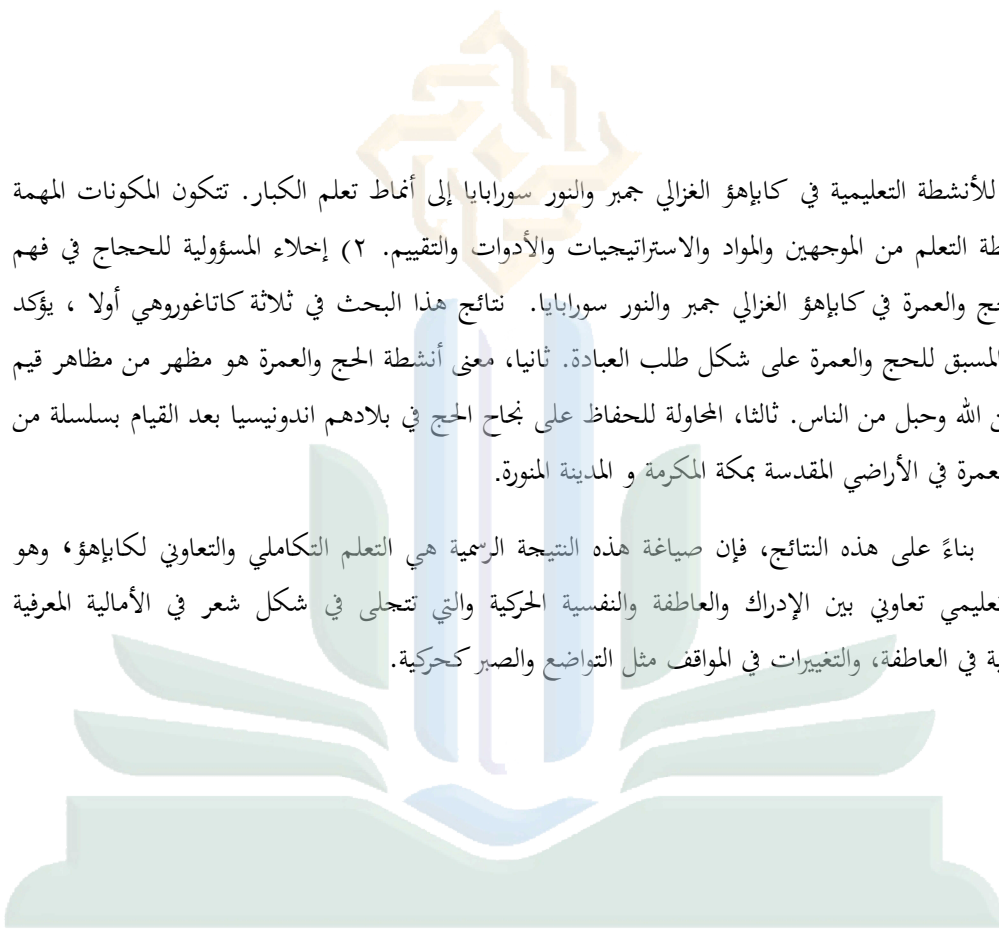 للأنشطة التعليمية في كابإهؤ الغزالي جمبر والنور سورابايا إلى أنماط تعلم الكبار. تتكون المكونات المهمة
طة التعلم من الموجهين والمواد والاستراتيجيات والأدوات والتقييم. ٢) إخلاء المسؤولية للحجاج في فهم
حج والعمرة في كابإهؤ الغزالي جمبر والنور سورابايا. نتائج هذا البحث في ثلاثة كاتاغوروهي أولا ، يؤكد
المسبق للحج والعمرة على شكل طلب العبادة. ثانيا، معنى أنشطة الحج والعمرة هو مظهر من مظاهر قيم
ن الله وحبل من الناس. ثالثا، المحاولة للحفاظ على نجاح الحج في بلادهم اندونيسيا بعد القيام بسلسلة من
عمرة في الأراضي المقدسة بمكة المكرمة و المدينة المنورة.
بناءً على هذه النتائج، فإن صياغة هذه النتيجة الرسمية هي التعلم التكاملي والتعاوني لكابإهؤ، وهو
تعليمي تعاوني بين الإدراك والعاطفة والنفسية الحركية والتي تتجلى في شكل شعر في الأمالية المعرفية
ية في العاطفة، والتغييرات في المواقف مثل التواضع والصبر كحركية.